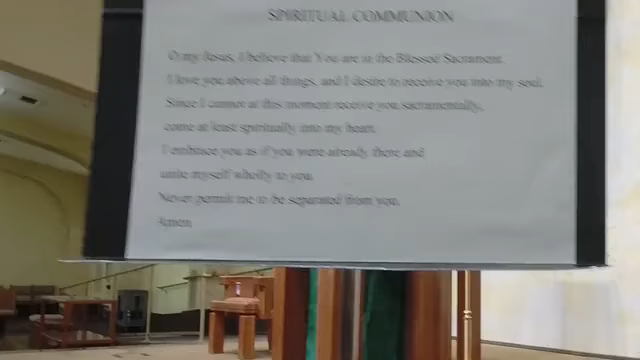 SPIRITUAL COMMUNION
O my Jesus, I believe that You are in the Blessed Sacrament.
I love you above all things, and I desire to receive you into my soul.
Since I cannot at this moment receive you sacramentally,
come at least spiritually into my heart.
I embrace you as if you were already there and
unite myself wholly to you.
Never permit me to be separated from you.
Amen